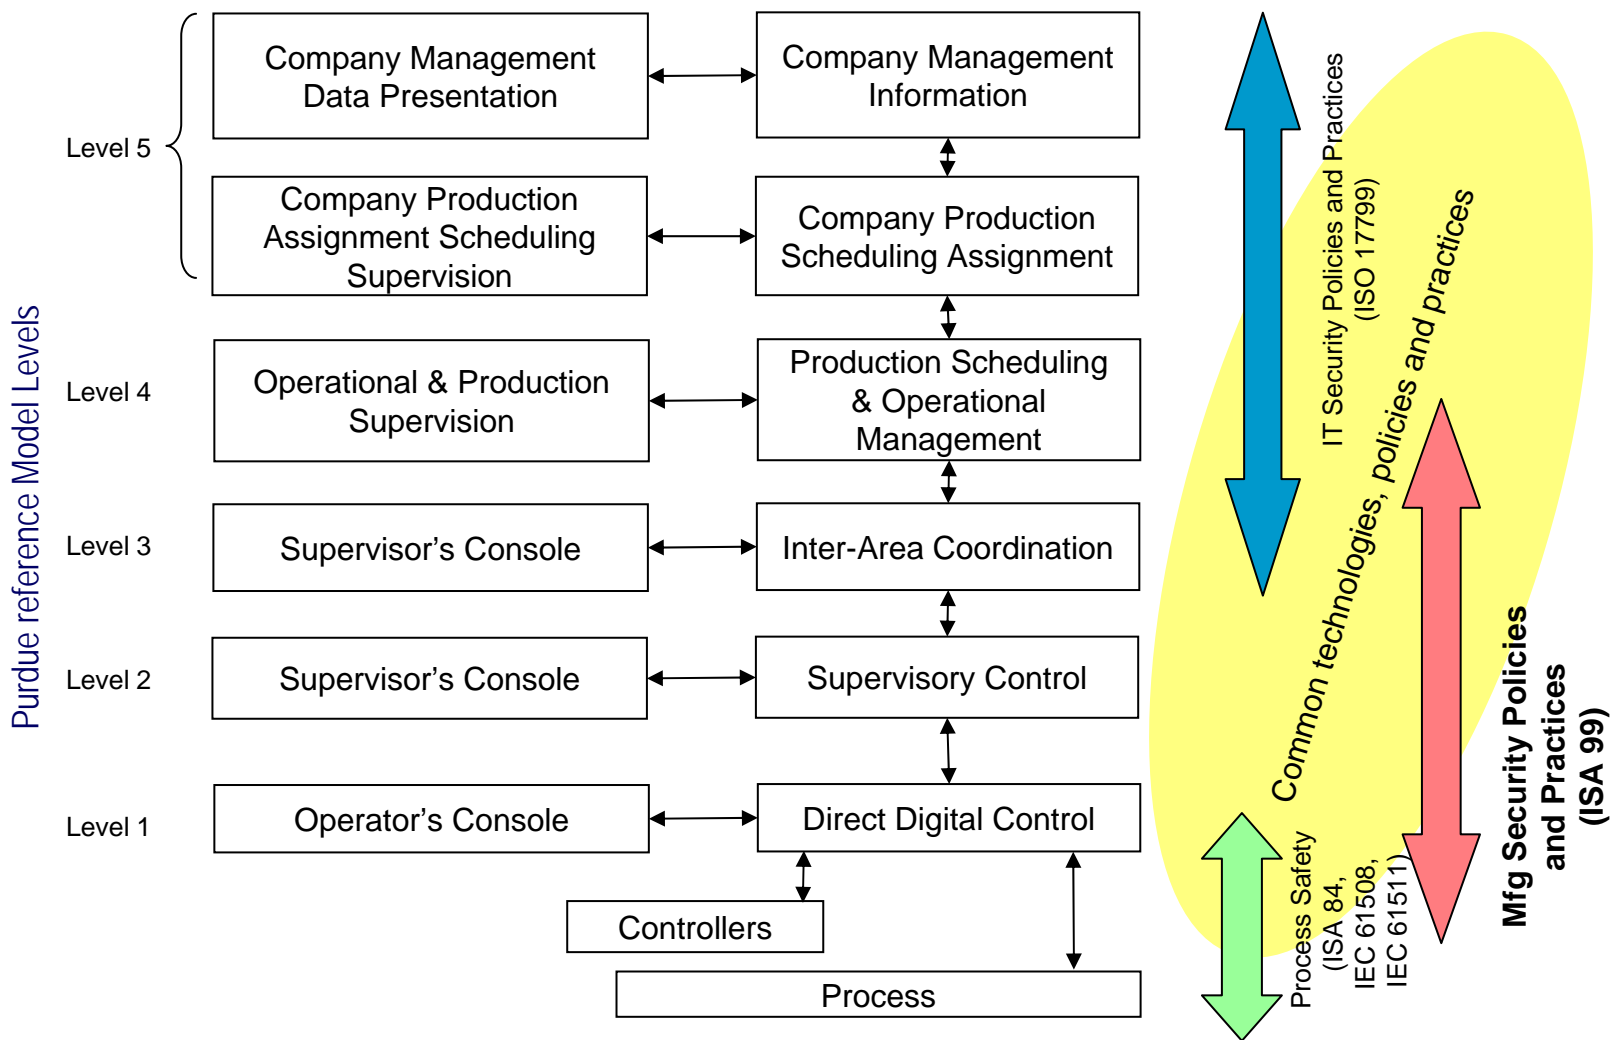 Purdue reference Model Levels
Level 5
Company Management
Data Presentation
Company Management
Information
Company Production
Assignment Scheduling
Supervision
Company Production
Scheduling Assignment
Level 4
Operational & Production
Supervision
Production Scheduling
& Operational
Management
Level 3
Supervisor’s Console
Inter-Area Coordination
Level 2
Supervisor’s Console
Supervisory Control
Level 1
Operator’s Console
Direct Digital Control
Controllers
Process
IT Security Policies and Practices
(ISO 17799)
Common technologies, policies and practices
Process Safety
(ISA 84,
IEC 61508,
IEC 61511)
Mfg Security Policies
and Practices
(ISA 99)